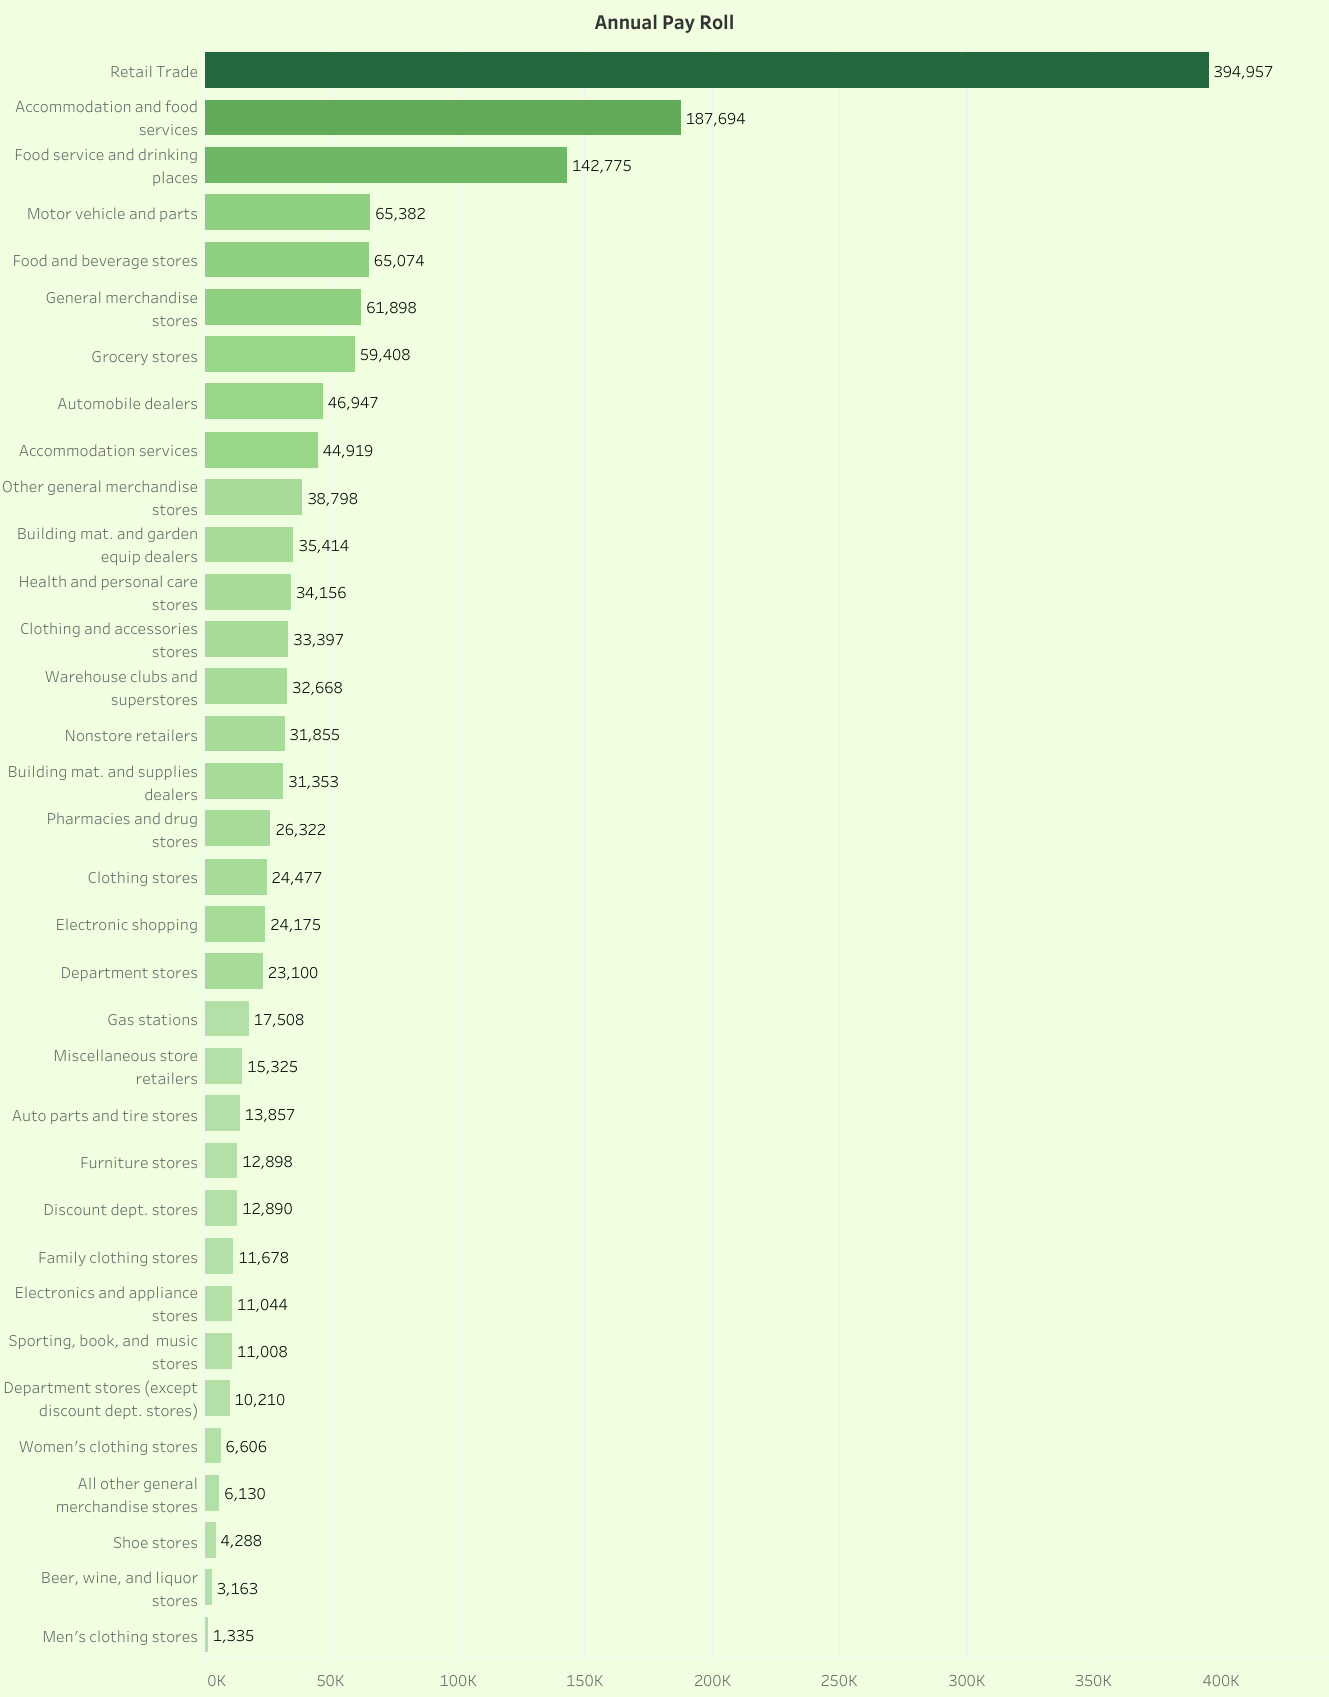 Annual Pay Roll
Retail Trade
394,957
Accommodation and food
services
187,694
Food service and drinking
places
142,775
Motor vehicle and parts
65,382
Food and beverage stores
65,074
General merchandise
stores
61,898
Grocery stores
59,408
Automobile dealers
46,947
Accommodation services
44,919
Other general merchandise
stores
38,798
Building mat. and garden
equip dealers
35,414
Health and personal care
stores
34,156
Clothing and accessories
stores
33,397
Warehouse clubs and
superstores
32,668
Nonstore retailers
31,855
Building mat. and supplies
dealers
31,353
Pharmacies and drug
stores
26,322
Clothing stores
24,477
Electronic shopping
24,175
Department stores
23,100
Gas stations
17,508
Miscellaneous store
retailers
15,325
Auto parts and tire stores
13,857
Furniture stores
12,898
Discount dept. stores
12,890
Family clothing stores
11,678
Electronics and appliance
stores
11,044
Sporting, book, and  music
stores
11,008
Department stores (except
discount dept. stores)
10,210
Women’s clothing stores
6,606
All other general
merchandise stores
6,130
Shoe stores
4,288
Beer, wine, and liquor
stores
3,163
Men’s clothing stores
1,335
0K 50K 100K 150K 200K 250K 300K 350K 400K